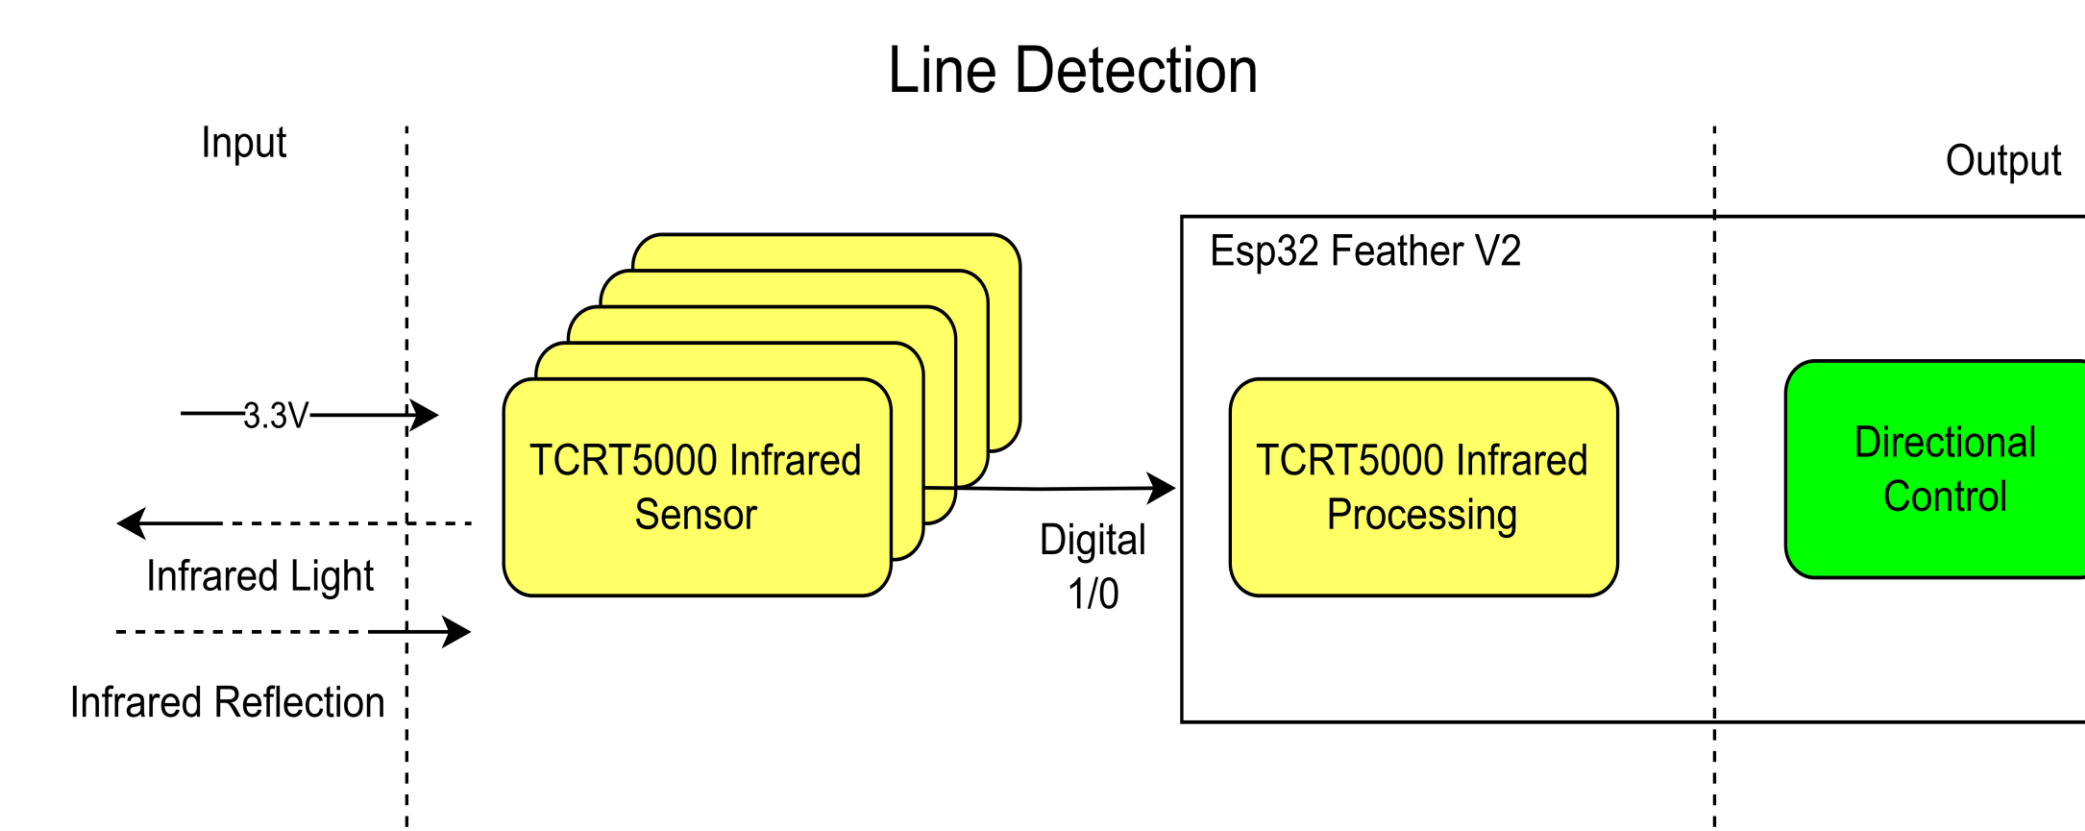 Line Detection
Input
Output
Esp32 Feather V2
3.3V
TCRT5000 Infrared
Sensor
TCRT5000 Infrared
Processing
Directional
Control
Digital
1/0
Infrared Light
Infrared Reflection